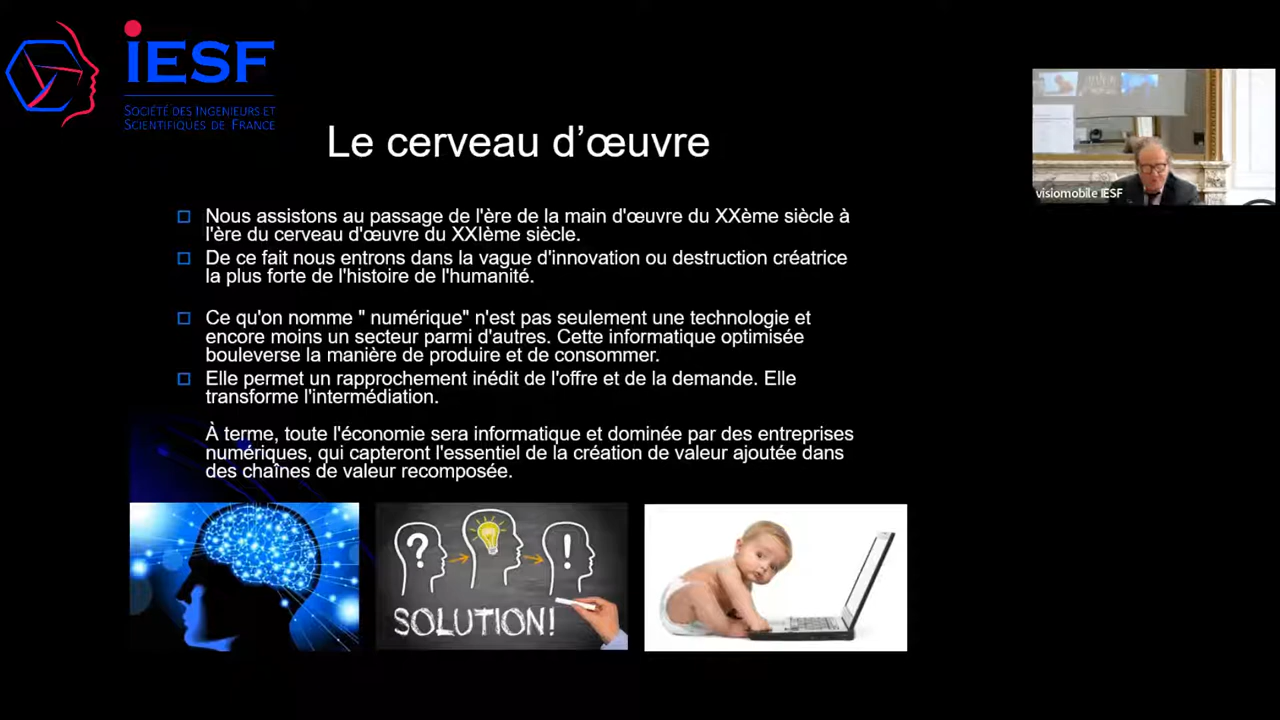 iESF
SOCIÉTÉ DES INGENIEURS ET
SCIENTIFIQUES DE FRANCE
Le cerveau d'œuvre
visiomobile IESF
Nous assistons au passage de l'ère de la main d'œuvre du XXème siècle à
l'ère du cerveau d'œuvre du XXIème siècle.
De ce fait nous entrons dans la vague d'innovation ou destruction créatrice
la plus forte de l'histoire de l'humanité.
Ce qu'on nomme " numérique" n'est pas seulement une technologie et
encore moins un secteur parmi d'autres. Cette informatique optimisée
bouleverse la manière de produire et de consommer.
Elle permet un rapprochement inédit de l'offre et de la demande. Elle
transforme l'intermédiation.
À terme, toute l'économie sera informatique et dominée par des entreprises
numériques, qui capteront l'essentiel de la création de valeur ajoutée dans
des chaînes de valeur recomposée.
? !
SOLUTION!